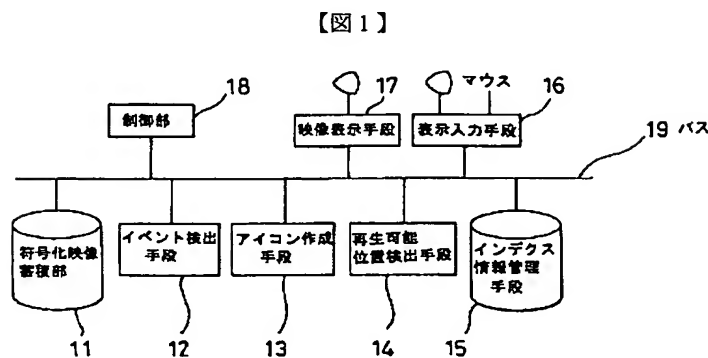 【図1】
18
17
マウス
16
制御部
映像表示手段
表示入力手段
19 バス
符号化映像
蓄積部
イベント検出
手段
アイコン作成
手段
再生可能
位置検出手段
インデクス
情報管理
手段
11
12
13
14
15